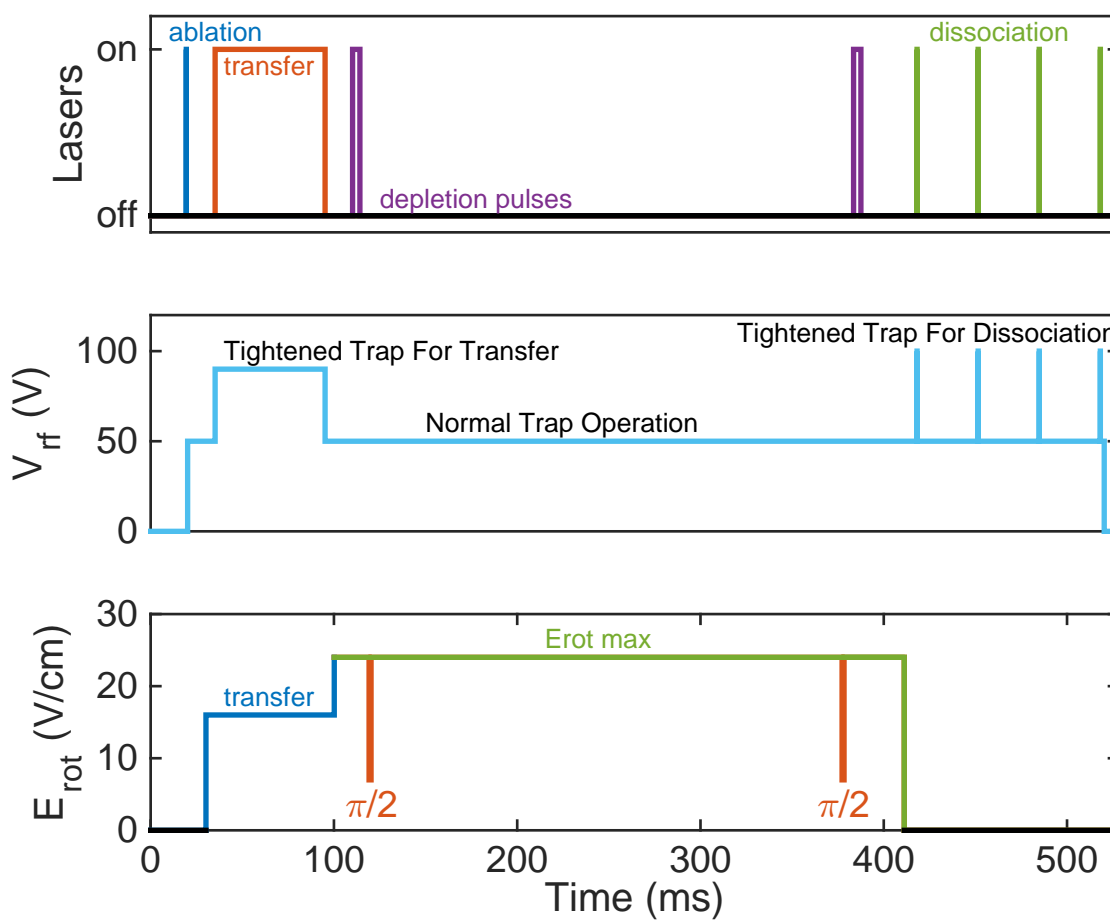 ablation
dissociation
on
transfer
Lasers
depletion pulses
off
Tightened Trap For Dissociation
100
Tightened Trap For Transfer
V_rf (V)
Normal Trap Operation
50
0
30
Erot max
E_rot (V/cm)
20
transfer
10
π/2
π/2
0
0 100 200 300 400 500
Time (ms)